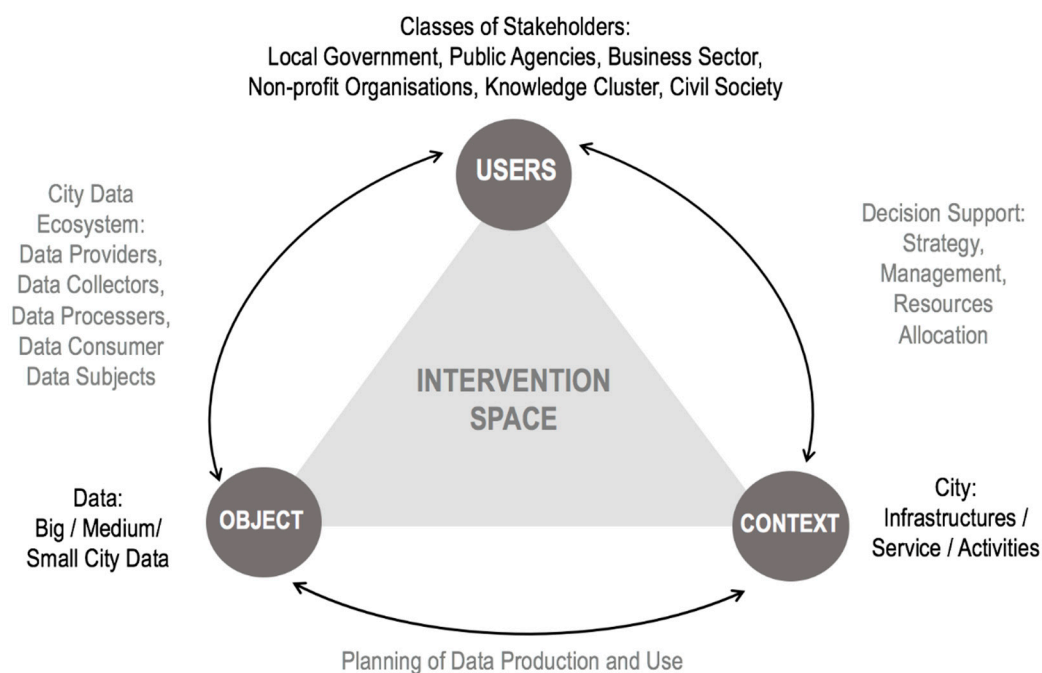 Classes of Stakeholders:
Local Government, Public Agencies, Business Sector,
Non-profit Organisations, Knowledge Cluster, Civil Society
USERS
City Data
Ecosystem:
Data Providers,
Data Collectors,
Data Processers,
Data Consumer
Data Subjects
Decision Support:
Strategy,
Management,
Resources
Allocation
INTERVENTION
SPACE
Data:
Big / Medium/
Small City Data
OBJECT
CONTEXT
City:
Infrastructures /
Service / Activities
Planning of Data Production and Use